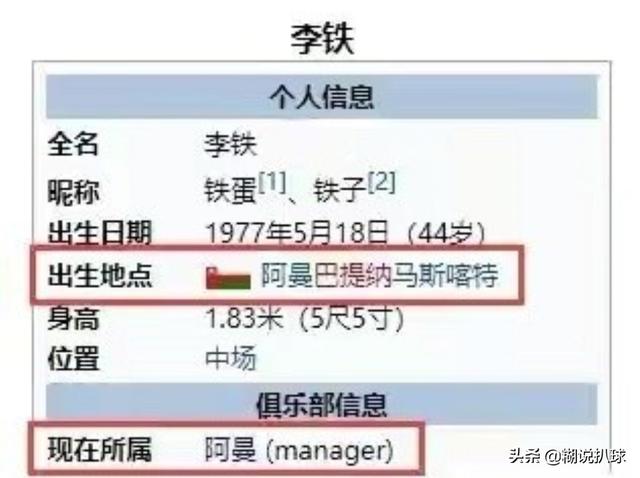 李铁
个人信息
全名 李铁
昵称 铁蛋[1]、铁子[2]
出生日期 1977年5月18日（44岁）
出生地点 阿曼巴提纳马斯喀特
身高 1.83米（5尺5寸）
位置 中场
俱乐部信息
现在所属 阿曼 (manager)
头条 @糊说扒球